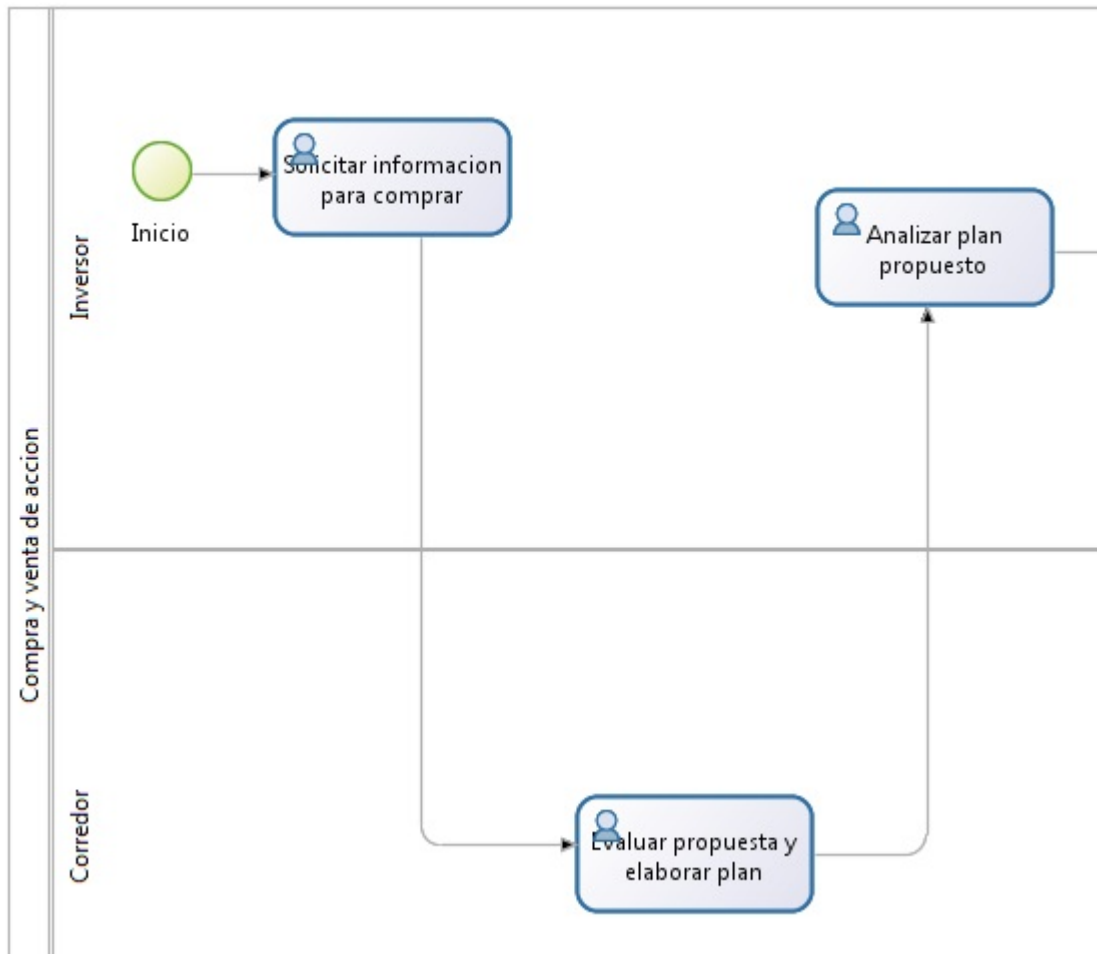 Compra y venta de accion
Inversor
Inicio
Solicitar informacion
para comprar
Analizar plan
propuesto
Corredor
Evaluar propuesta y
elaborar plan